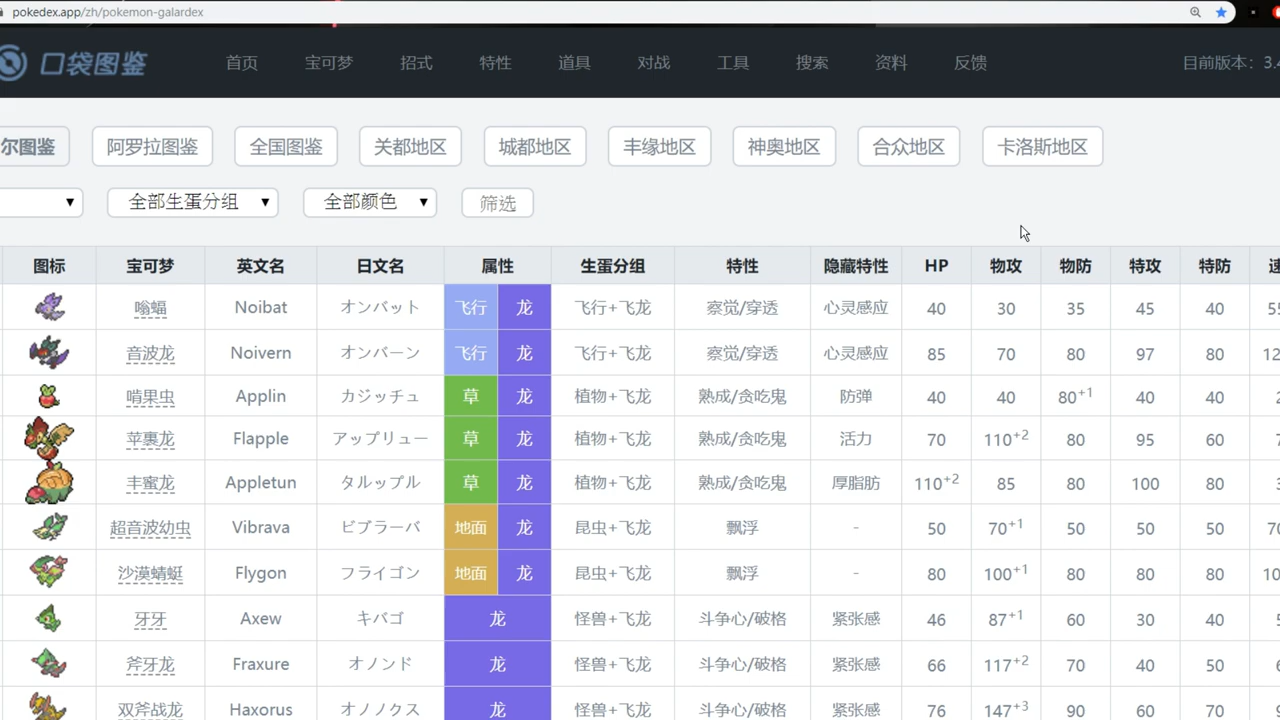 pokedex.app/zh/pokemon-galardex
口袋图鉴 首页 宝可梦 招式 特性 道具 对战 工具 搜索 资料 反馈 目前版本：3.4
尔图鉴 阿罗拉图鉴 全国图鉴 关都地区 城都地区 丰缘地区 神奥地区 合众地区 卡洛斯地区
全部生蛋分组 全部颜色 筛选
图标 宝可梦 英文名 日文名 属性 生蛋分组 特性 隐藏特性 HP 物攻 物防 特攻 特防 速
嗡蝠 Noibat オンバット 飞行 龙 飞行+飞龙 察觉/穿透 心灵感应 40 30 35 45 40 55
音波龙 Noivern オンバーン 飞行 龙 飞行+飞龙 察觉/穿透 心灵感应 85 70 80 97 80 12
啃果虫 Applin カジッチュ 草 龙 植物+飞龙 熟成/贪吃鬼 防弹 40 40 80+1 40 40 2
苹裹龙 Flapple アップリュー 草 龙 植物+飞龙 熟成/贪吃鬼 活力 70 110+2 80 95 60 7
丰蜜龙 Appletun タルップル 草 龙 植物+飞龙 熟成/贪吃鬼 厚脂肪 110+2 85 80 100 80 3
超音波幼虫 Vibrava ビブラーバ 地面 龙 昆虫+飞龙 飘浮 - 50 70+1 50 50 50 70
沙漠蜻蜓 Flygon フライゴン 地面 龙 昆虫+飞龙 飘浮 - 80 100+1 80 80 80 10
牙牙 Axew キバゴ 龙 怪兽+飞龙 斗争心/破格 紧张感 46 87+1 60 30 40 5
斧牙龙 Fraxure オノンド 龙 怪兽+飞龙 斗争心/破格 紧张感 66 117+2 70 40 50 6
双斧战龙 Haxorus オノノクス 龙 怪兽+飞龙 斗争心/破格 紧张感 76 147+3 90 60 70